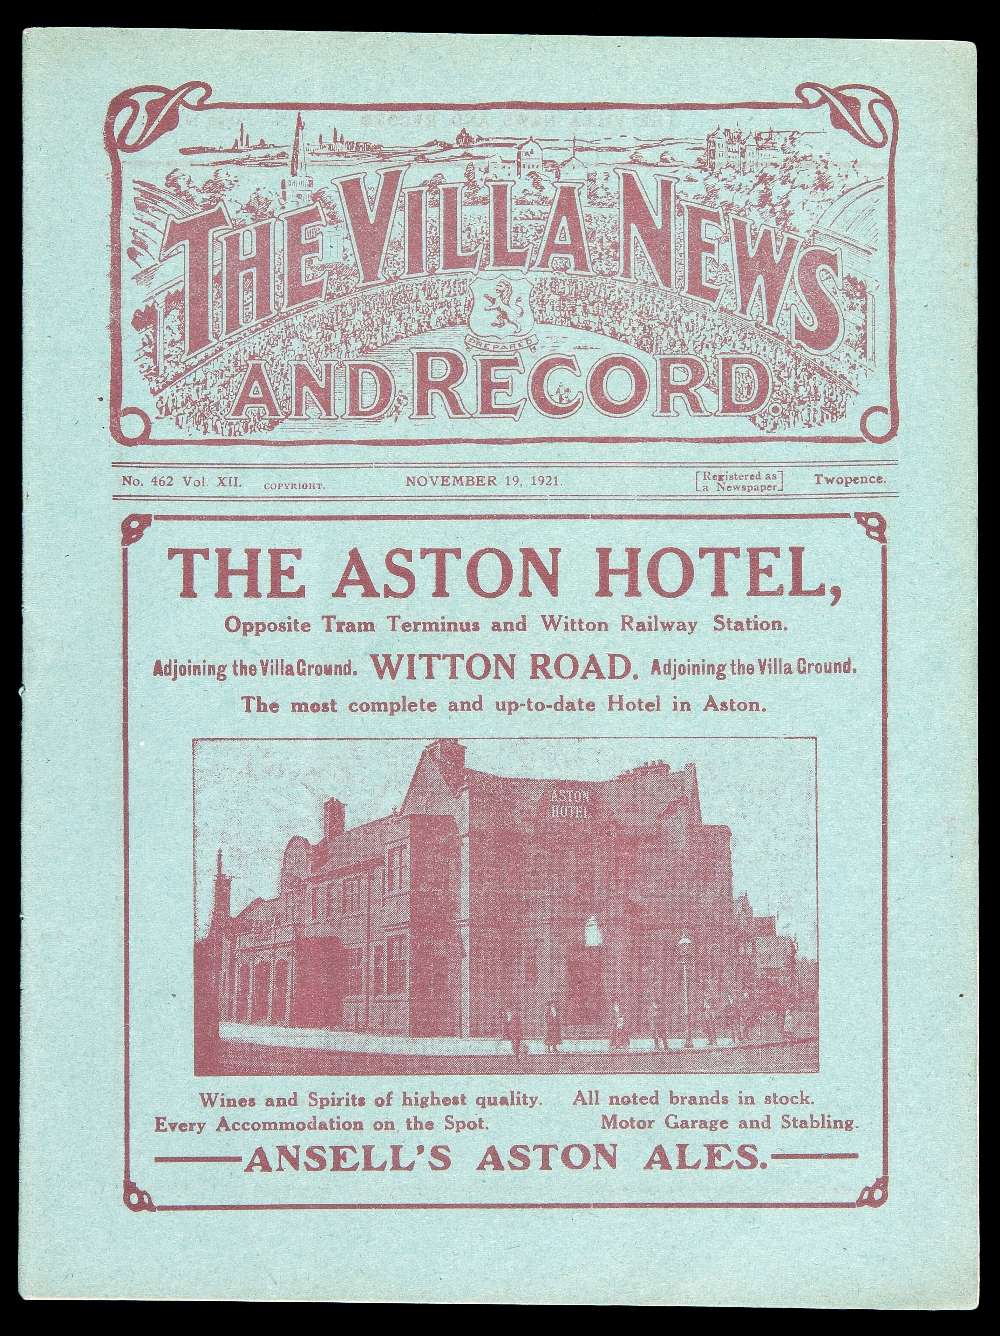 THE VILLA NEWS
AND RECORD.
PREPARED
No. 462 Vol. XII. COPYRIGHT. NOVEMBER 19, 1921. [Registered as a Newspaper.] Twopence.
THE ASTON HOTEL,
Opposite Tram Terminus and Witton Railway Station.
Adjoining the Villa Ground. WITTON ROAD. Adjoining the Villa Ground.
The most complete and up-to-date Hotel in Aston.
ASTON
HOTEL
Wines and Spirits of highest quality. All noted brands in stock.
Every Accommodation on the Spot. Motor Garage and Stabling.
ANSELL'S ASTON ALES.